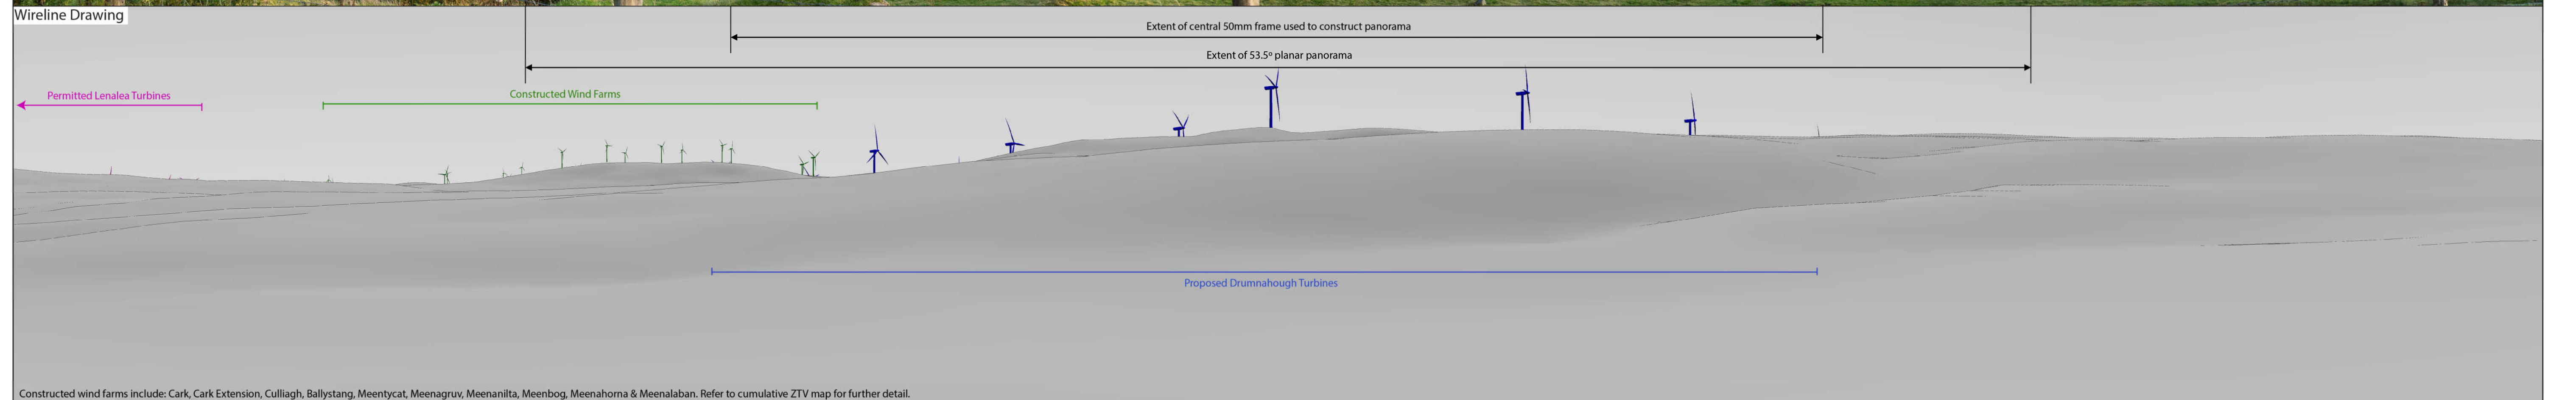 Wireline Drawing
Extent of central 50mm frame used to construct panorama
Extent of 53.5º planar panorama
Permitted Lenalea Turbines
Constructed Wind Farms
Proposed Drumnahough Turbines
Constructed wind farms include: Cark, Cark Extension, Culliagh, Ballystang, Meentycat, Meenagruv, Meenanilta, Meenbog, Meenahorna & Meenalaban. Refer to cumulative ZTV map for further detail.